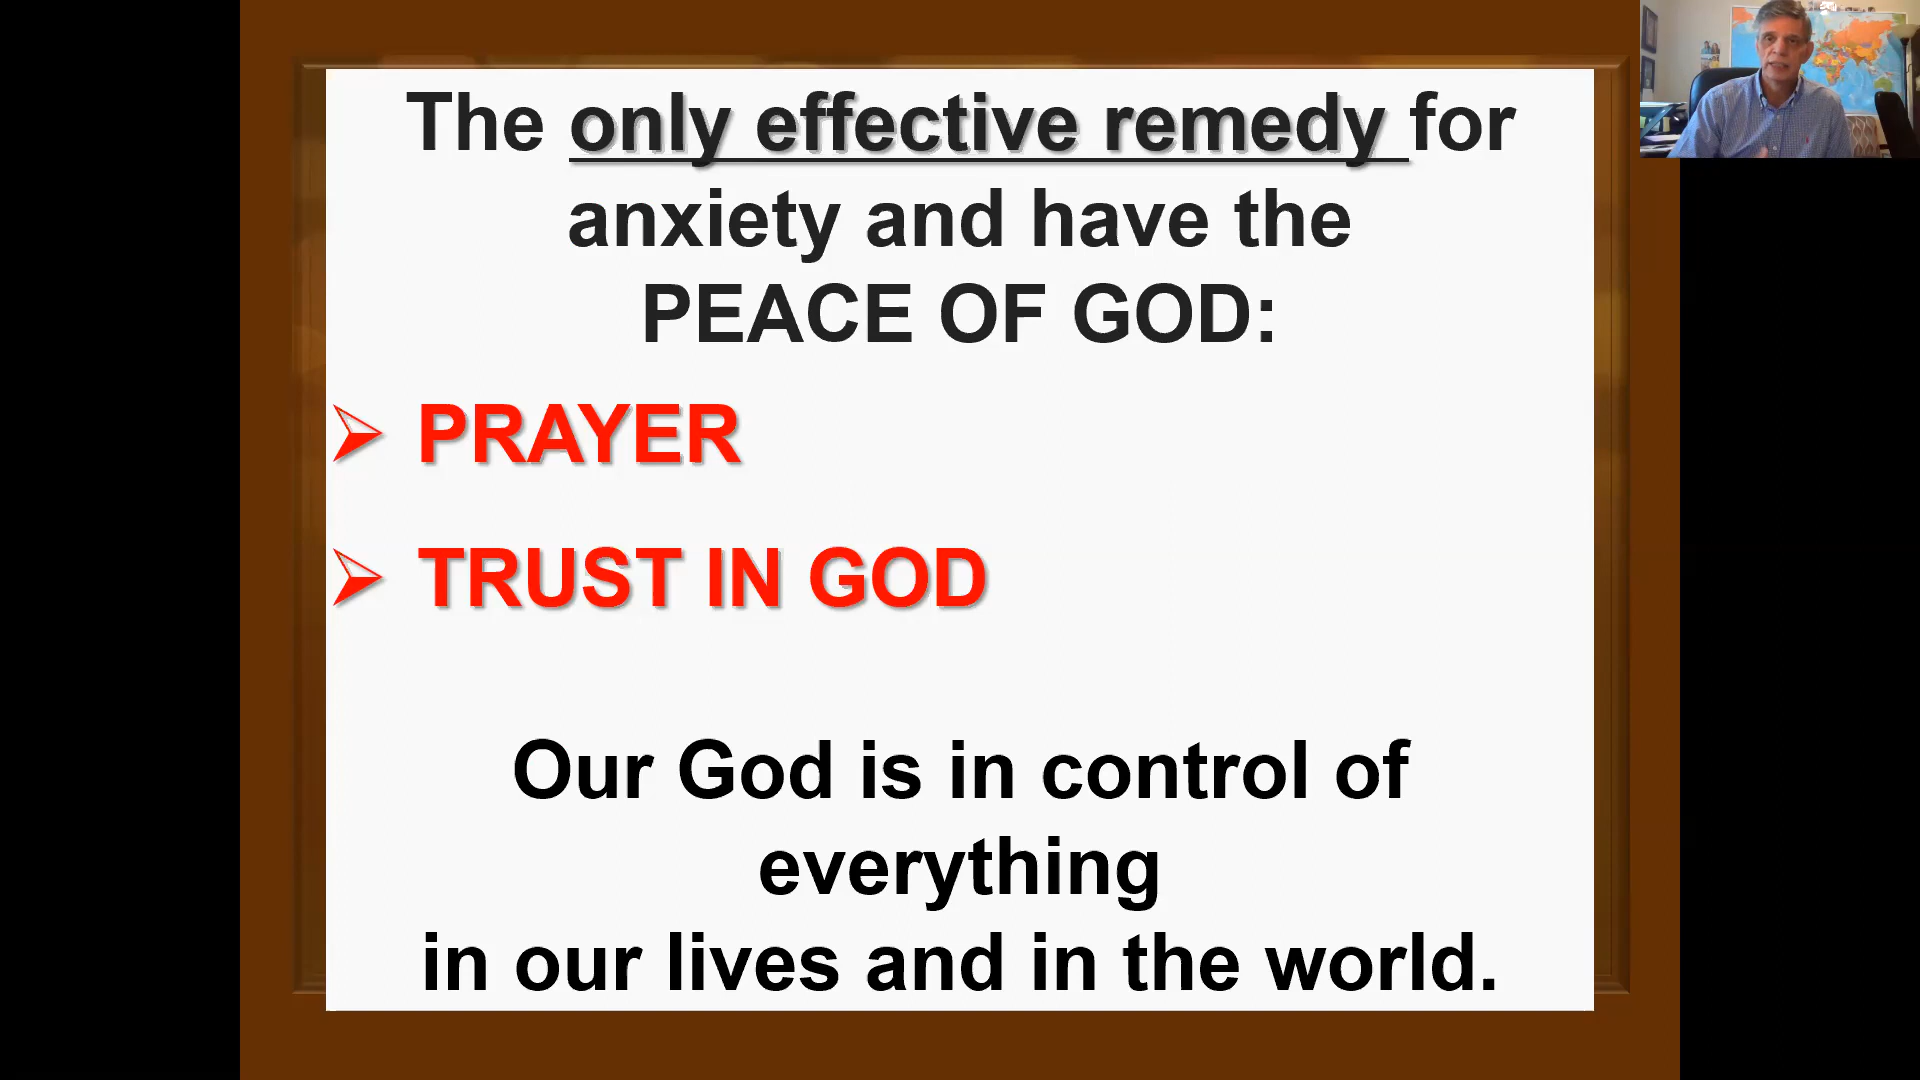 The only effective remedy for
anxiety and have the
PEACE OF GOD:
PRAYER
TRUST IN GOD
Our God is in control of
everything
in our lives and in the world.